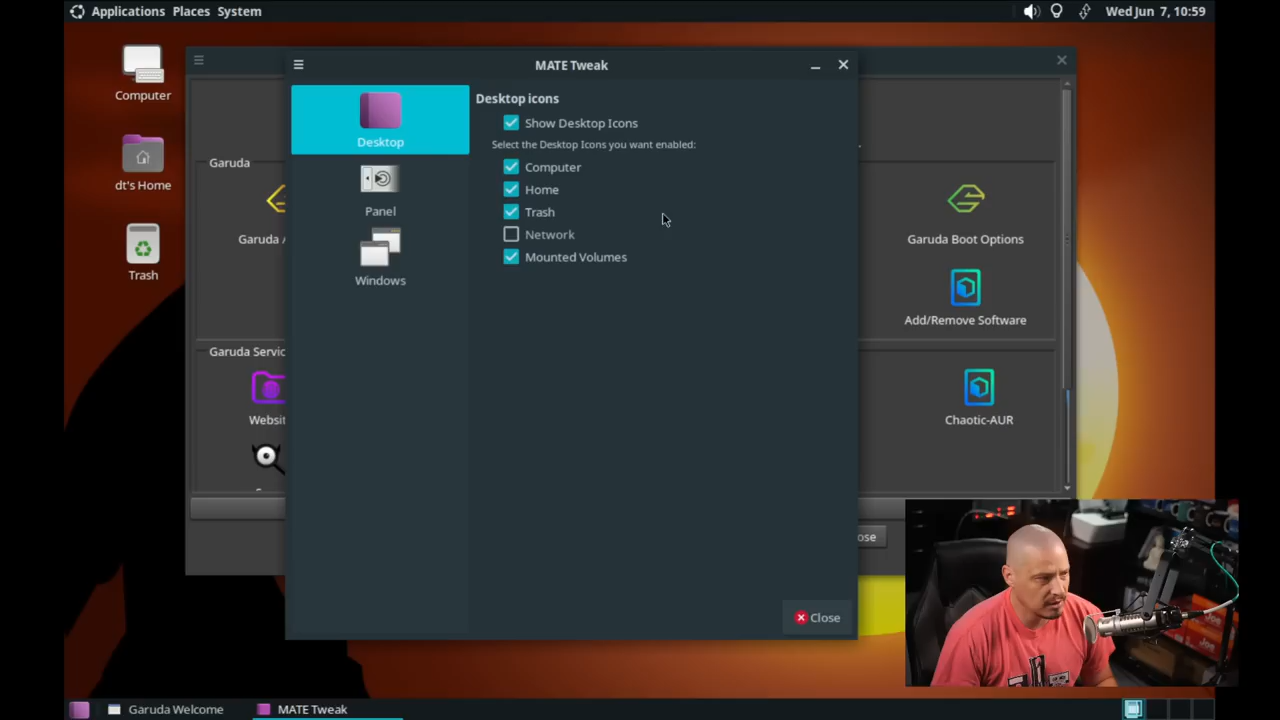 Applications Places System
Wed Jun 7, 10:59
Computer
dt's Home
Trash
MATE Tweak
Desktop
Panel
Windows
Desktop icons
Show Desktop Icons
Select the Desktop Icons you want enabled:
Computer
Home
Trash
Network
Mounted Volumes
Close
Garuda
Garuda
Garuda Boot Options
Add/Remove Software
Garuda Servic
Websit
Chaotic-AUR
ose
Garuda Welcome
MATE Tweak